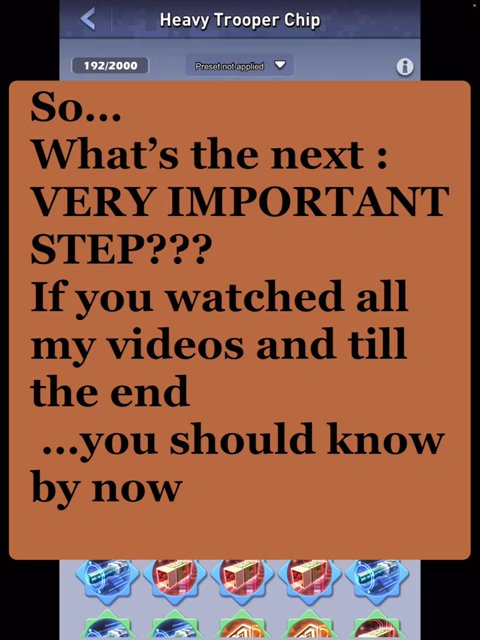 Heavy Trooper Chip
192/2000
Preset not applied
So...
What's the next :
VERY IMPORTANT
STEP???
If you watched all
my videos and till
the end
...you should know
by now